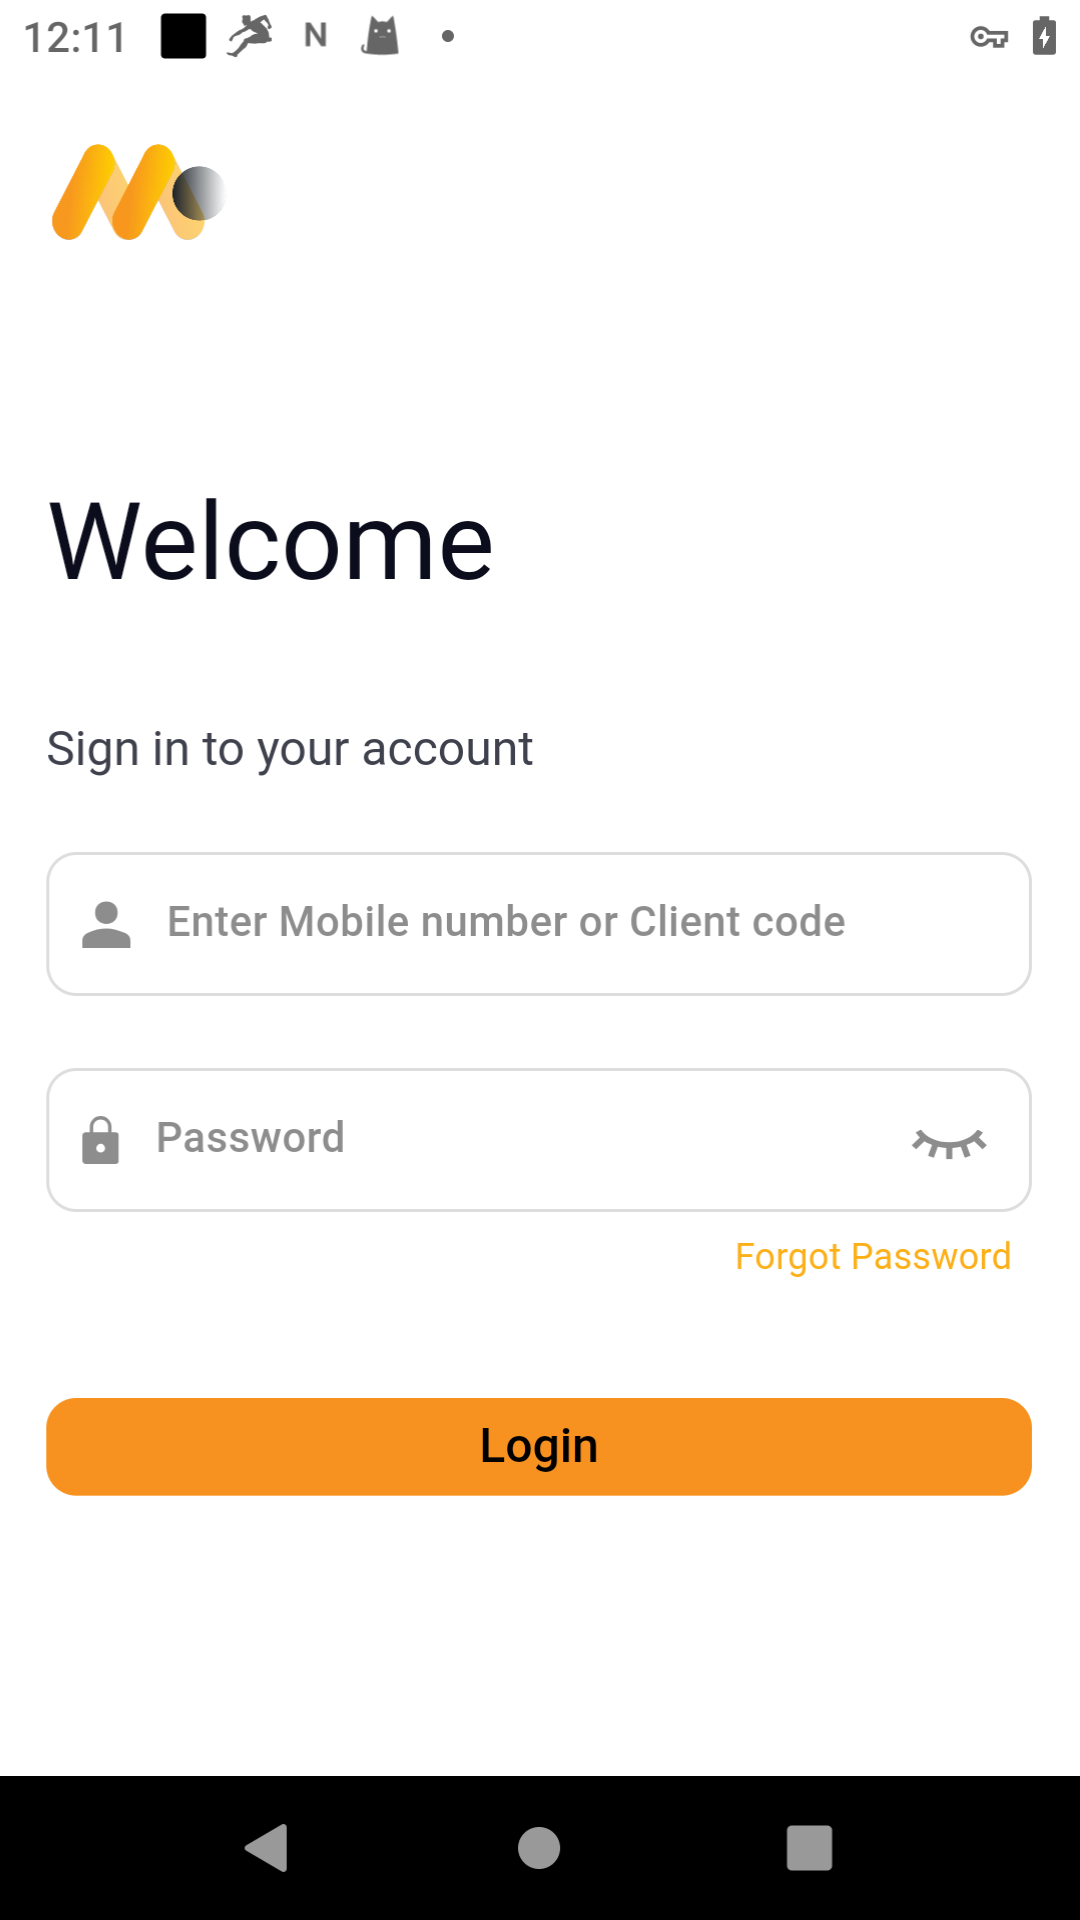 12:11 N
Welcome
Sign in to your account
Enter Mobile number or Client code
Password
Forgot Password
Login